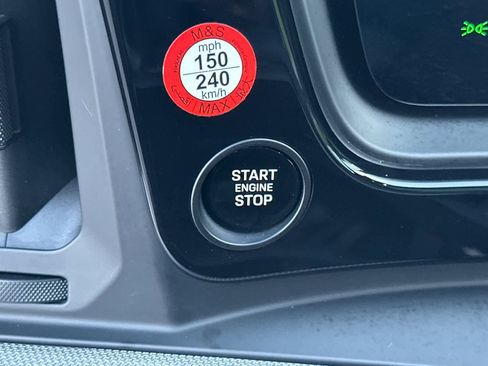 M&S
mph
150
240
km/h
MAX
START
ENGINE
STOP